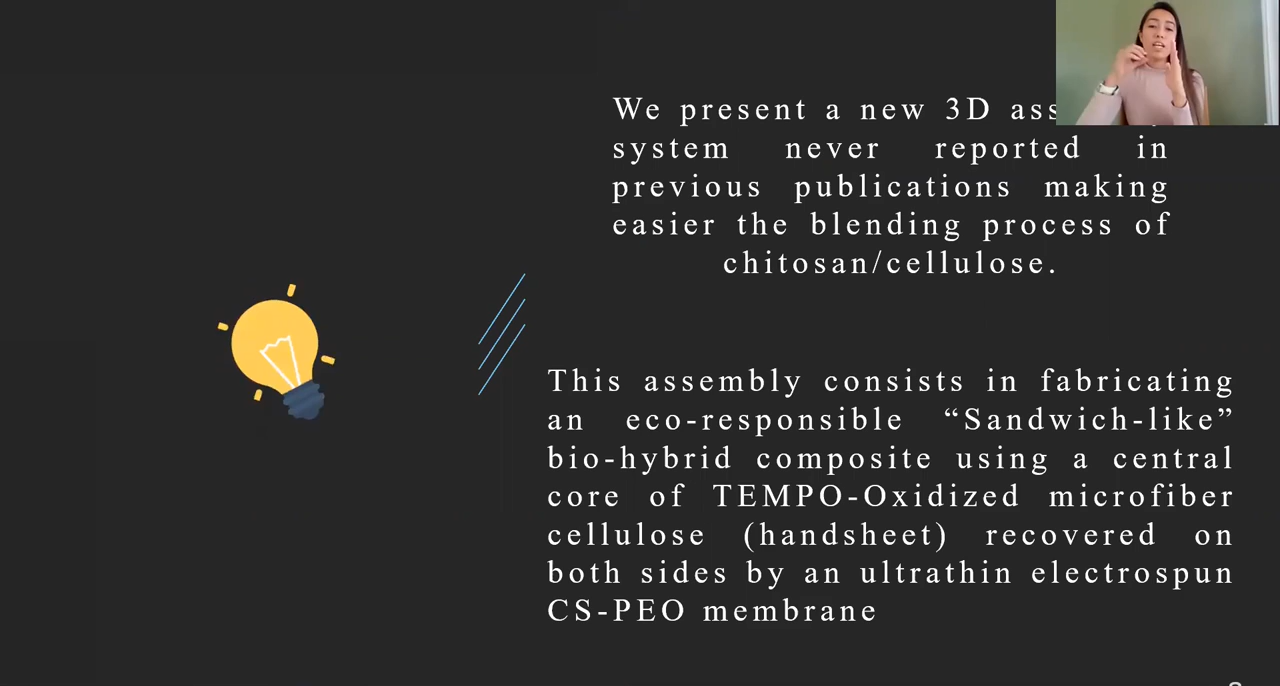 We present a new 3D
system never reported in
previous publications making
easier the blending process of
chitosan/cellulose.
This assembly consists in fabricating
an eco-responsible “Sandwich-like”
bio-hybrid composite using a central
core of TEMPO-Oxidized microfiber
cellulose (handsheet) recovered on
both sides by an ultrathin electrospun
CS-PEO membrane